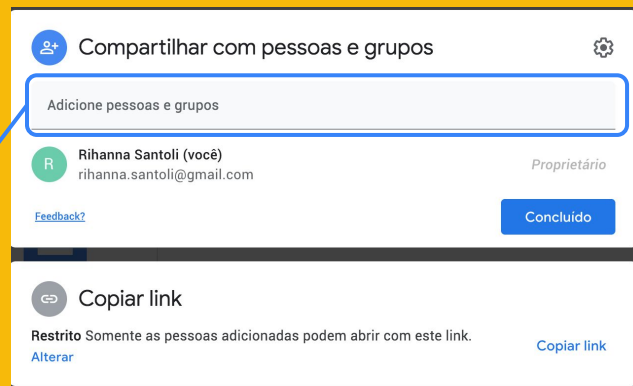 Compartilhar com pessoas e grupos
Adicione pessoas e grupos
R
Rihanna Santoli (você)
rihanna.santoli@gmail.com
Proprietário
Feedback?
Concluído
Copiar link
Restrito Somente as pessoas adicionadas podem abrir com este link.
Alterar
Copiar link